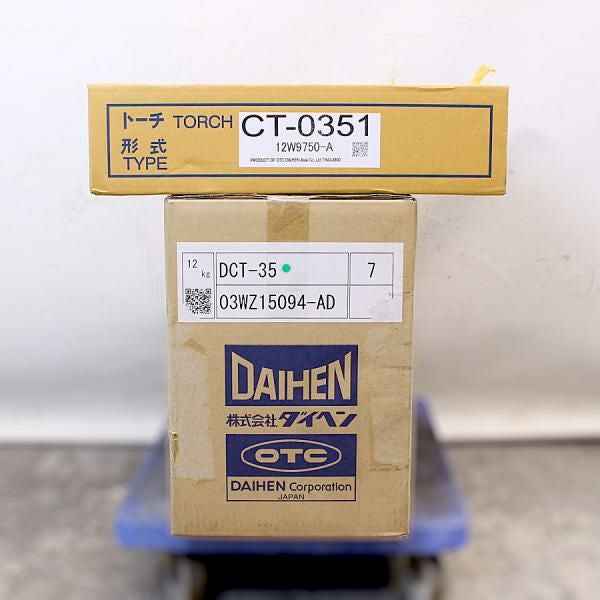 トーチ TORCH
形式
TYPE
CT-0351
12W9750-A
PRODUCT OF OTC DAIHEN Asia Co.,Ltd.THAILAND
12 kg
DCT-35
7
03WZ15094-AD
DAIHEN
株式会社ダイヘン
OTC
DAIHEN Corporation
JAPAN